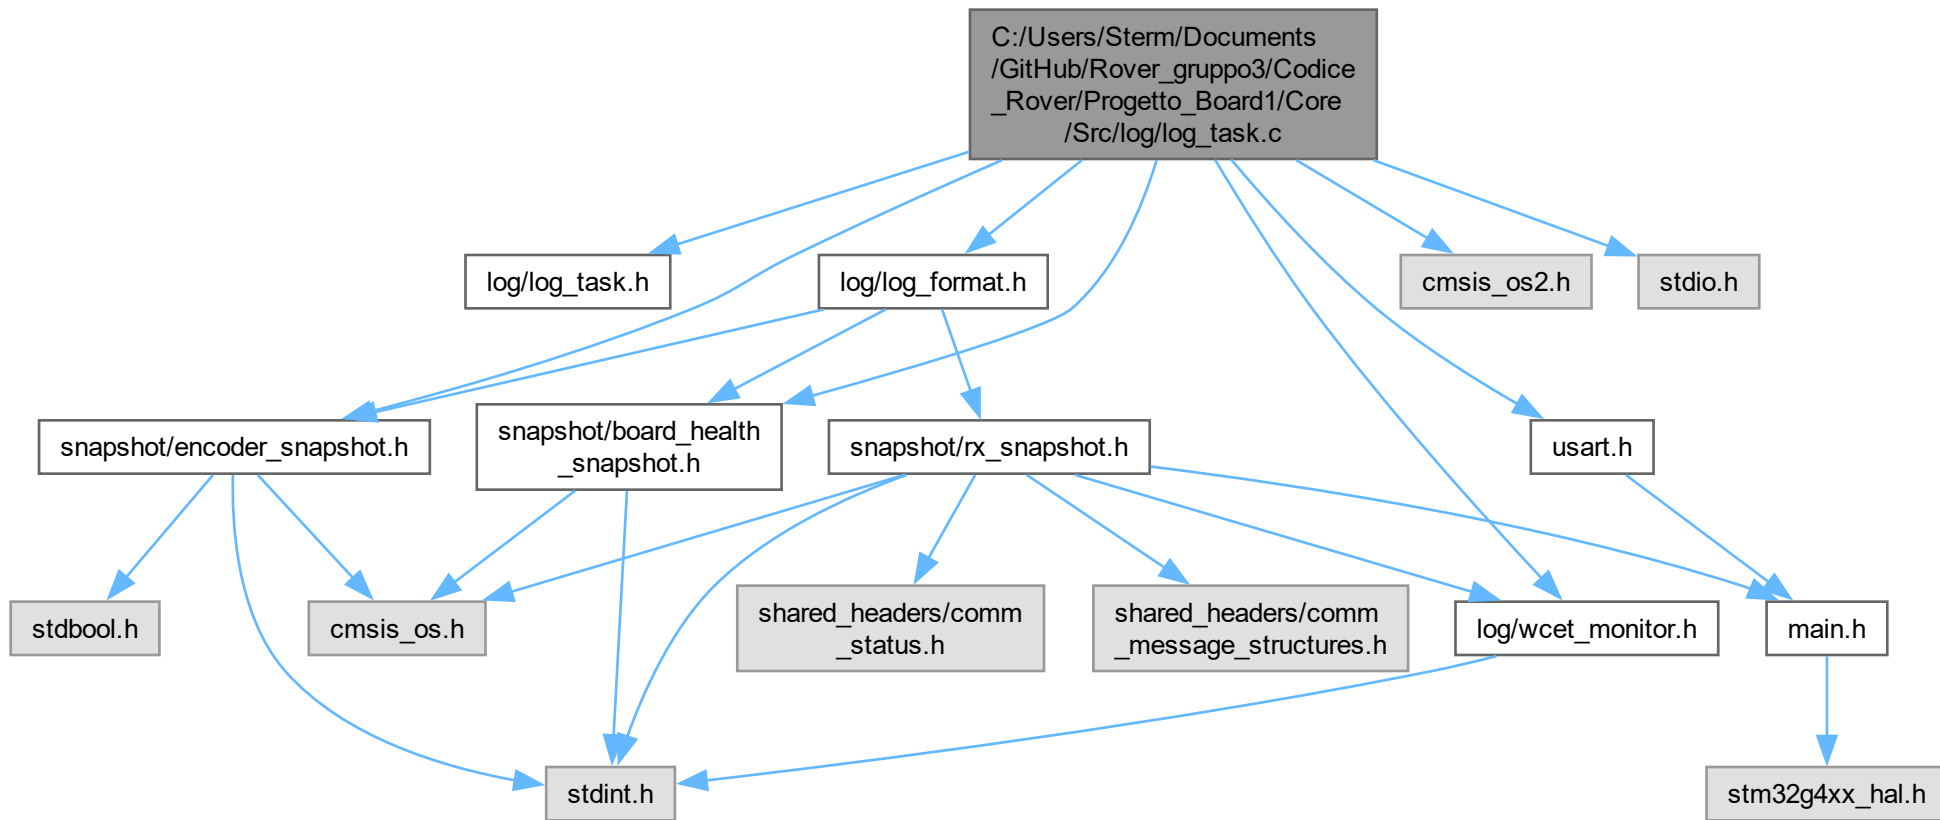 C:/Users/Sterm/Documents
/GitHub/Rover_gruppo3/Codice
_Rover/Progetto_Board1/Core
/Src/log/log_task.c
log/log_task.h
log/log_format.h
cmsis_os2.h
stdio.h
snapshot/encoder_snapshot.h
snapshot/board_health
_snapshot.h
snapshot/rx_snapshot.h
usart.h
stdbool.h
cmsis_os.h
shared_headers/comm
_status.h
shared_headers/comm
_message_structures.h
log/wcet_monitor.h
main.h
stdint.h
stm32g4xx_hal.h